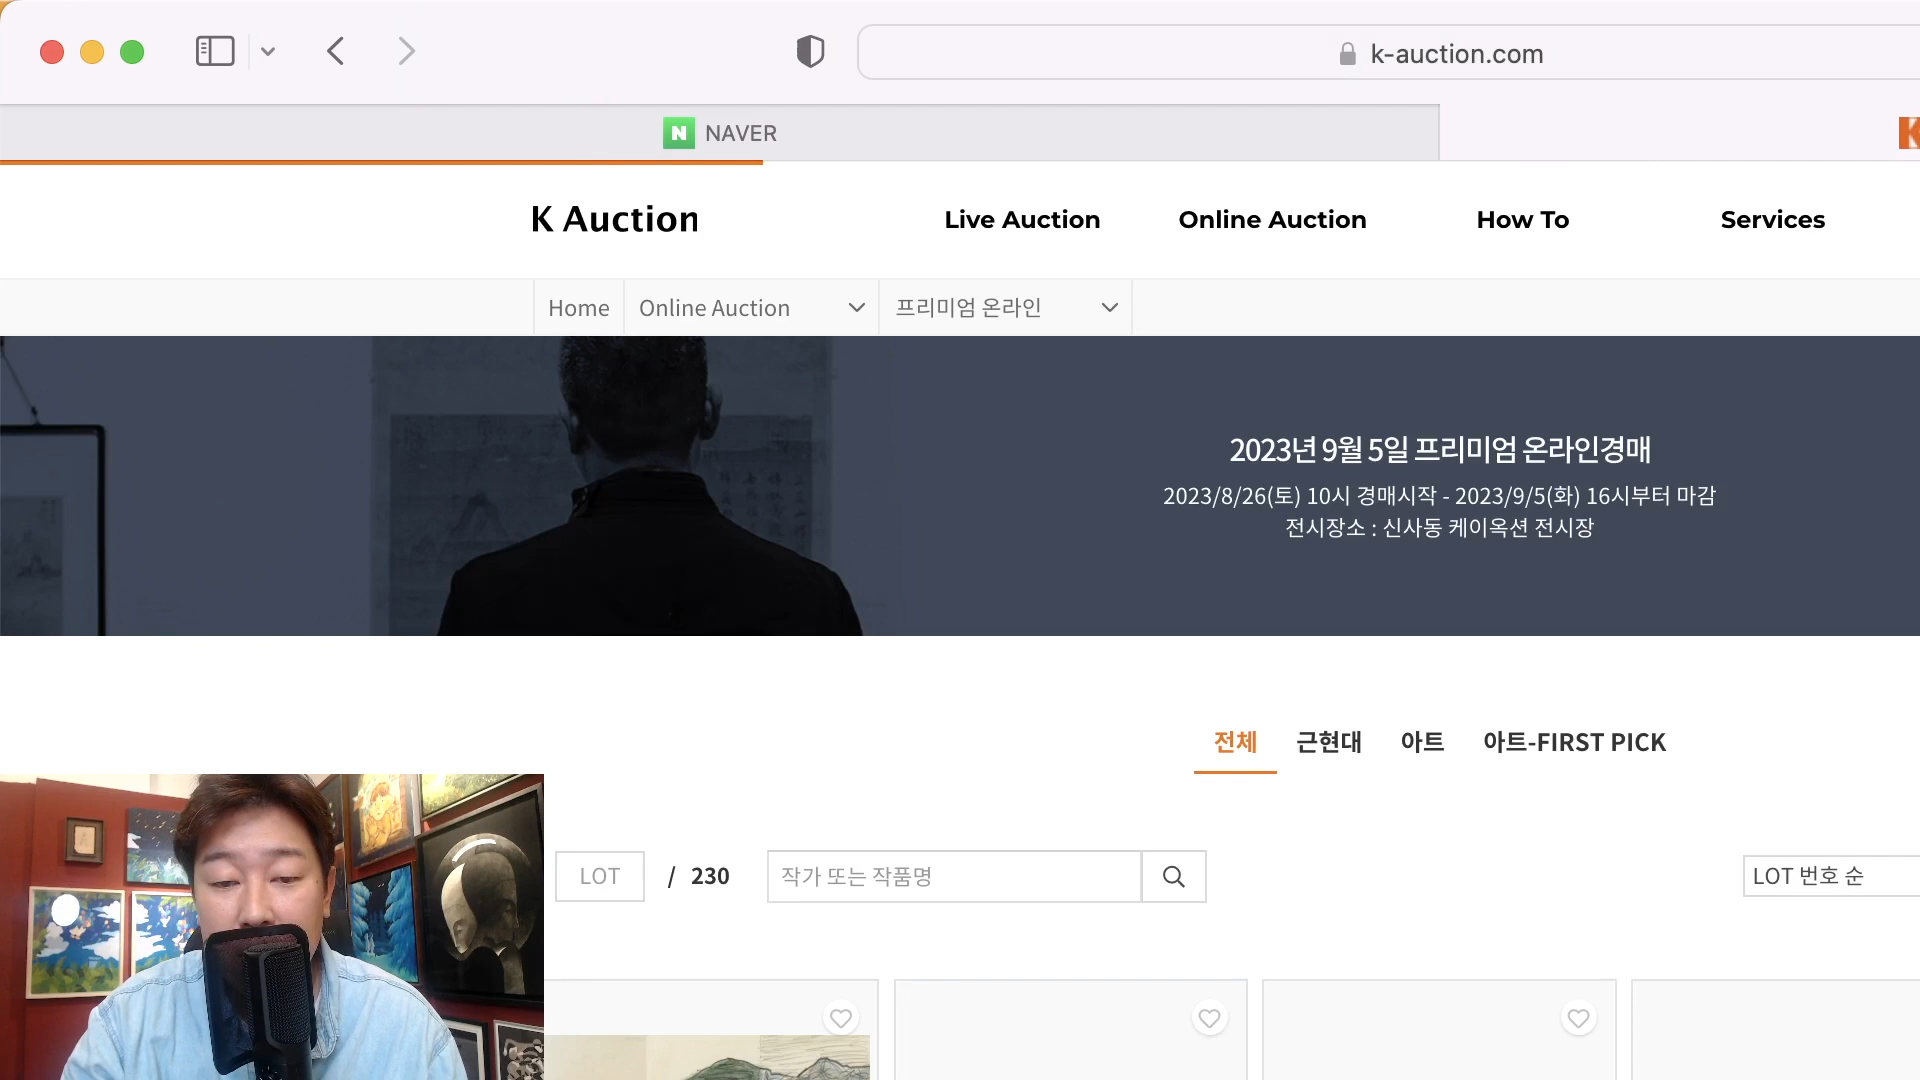 k-auction.com
NAVER
K Auction
Live Auction
Online Auction
How To
Services
Home
Online Auction
프리미엄 온라인
2023년 9월 5일 프리미엄 온라인경매
2023/8/26(토) 10시 경매시작 - 2023/9/5(화) 16시부터 마감
전시장소 : 신사동 케이옥션 전시장
전체
근현대
아트
아트-FIRST PICK
LOT / 230
작가 또는 작품명
LOT 번호 순